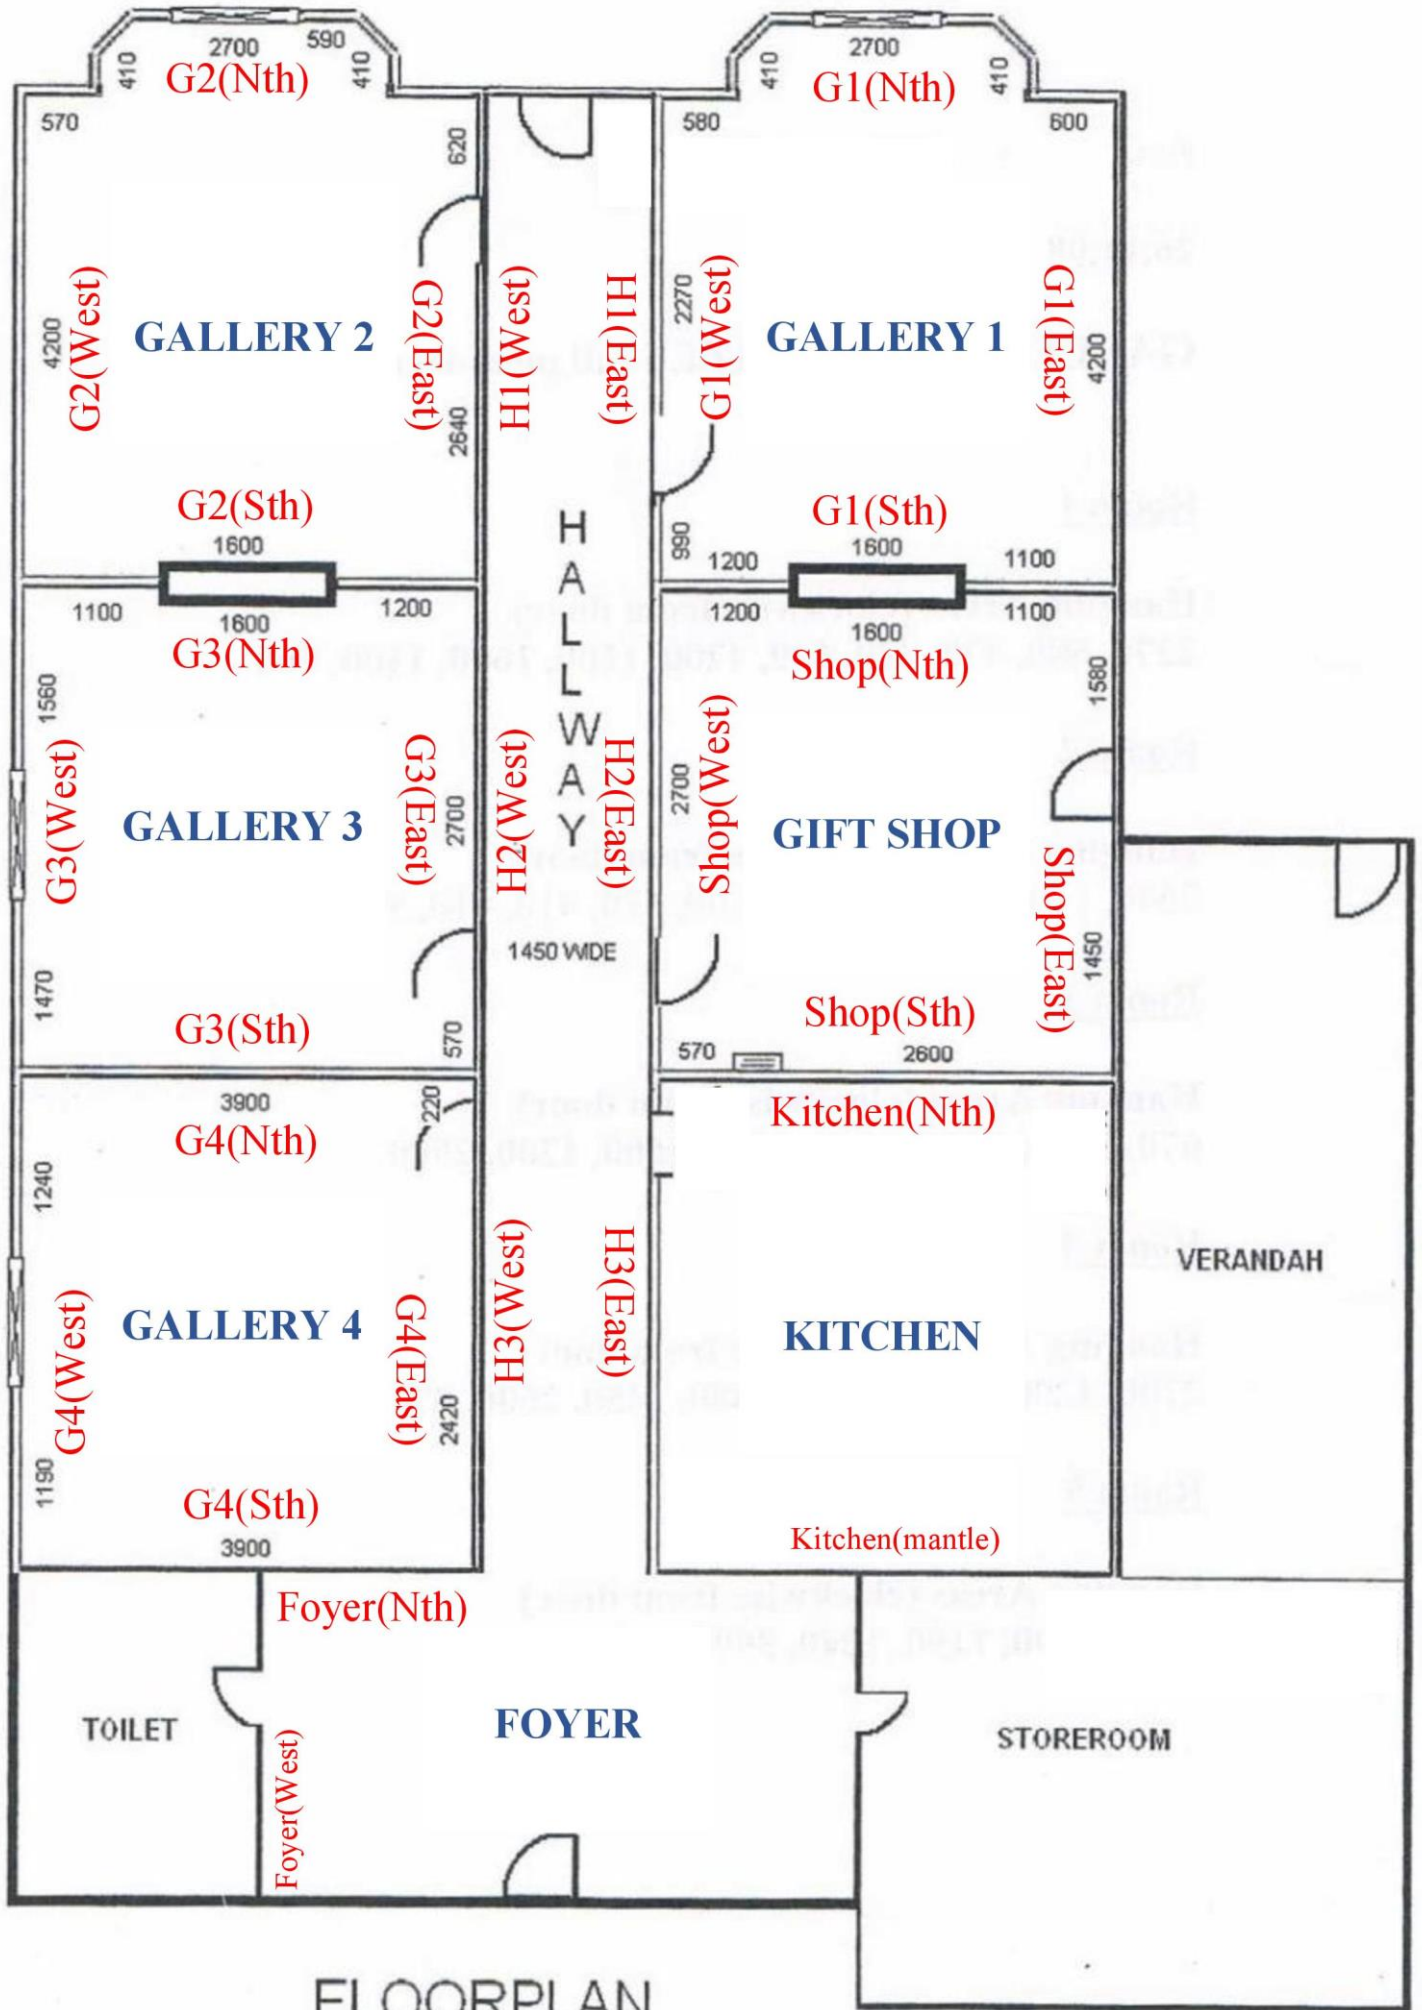 2700
590
410
410
G2(Nth)
570
620
G2(West)
4200
GALLERY 2
G2(East)
2640
G2(Sth)
1600
2700
410
410
G1(Nth)
580
600
2270
G1(West)
GALLERY 1
G1(East)
4200
990
G1(Sth)
1200
1600
1100
H1(West)
H1(East)
HALLWAY
H2(West)
H2(East)
1450 WIDE
H3(West)
H3(East)
1100
1600
1200
G3(Nth)
1560
G3(West)
GALLERY 3
G3(East)
2700
1470
G3(Sth)
570
1200
1600
1100
Shop(Nth)
1580
2700
Shop(West)
GIFT SHOP
Shop(East)
1450
Shop(Sth)
570
2600
3900
220
G4(Nth)
1240
GALLERY 4
G4(West)
G4(East)
2420
1190
G4(Sth)
3900
Kitchen(Nth)
KITCHEN
Kitchen(mantle)
VERANDAH
Foyer(Nth)
TOILET
FOYER
Foyer(West)
STOREROOM
FLOORPLAN